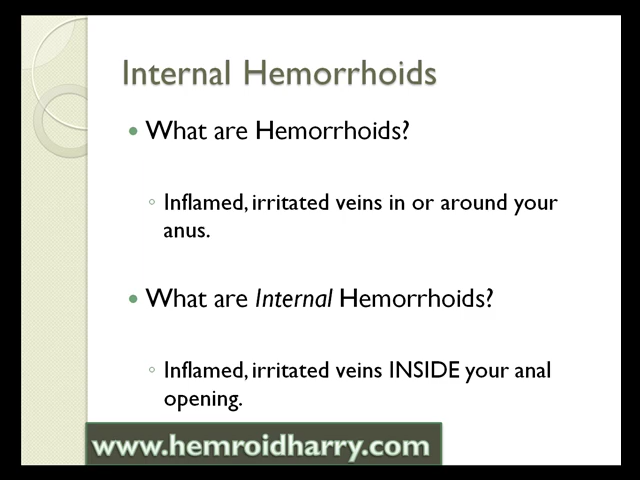 Internal Hemorrhoids
• What are Hemorrhoids?
◦ Inflamed, irritated veins in or around your
anus.
• What are Internal Hemorrhoids?
◦ Inflamed, irritated veins INSIDE your anal
opening.
www.hemroidharry.com